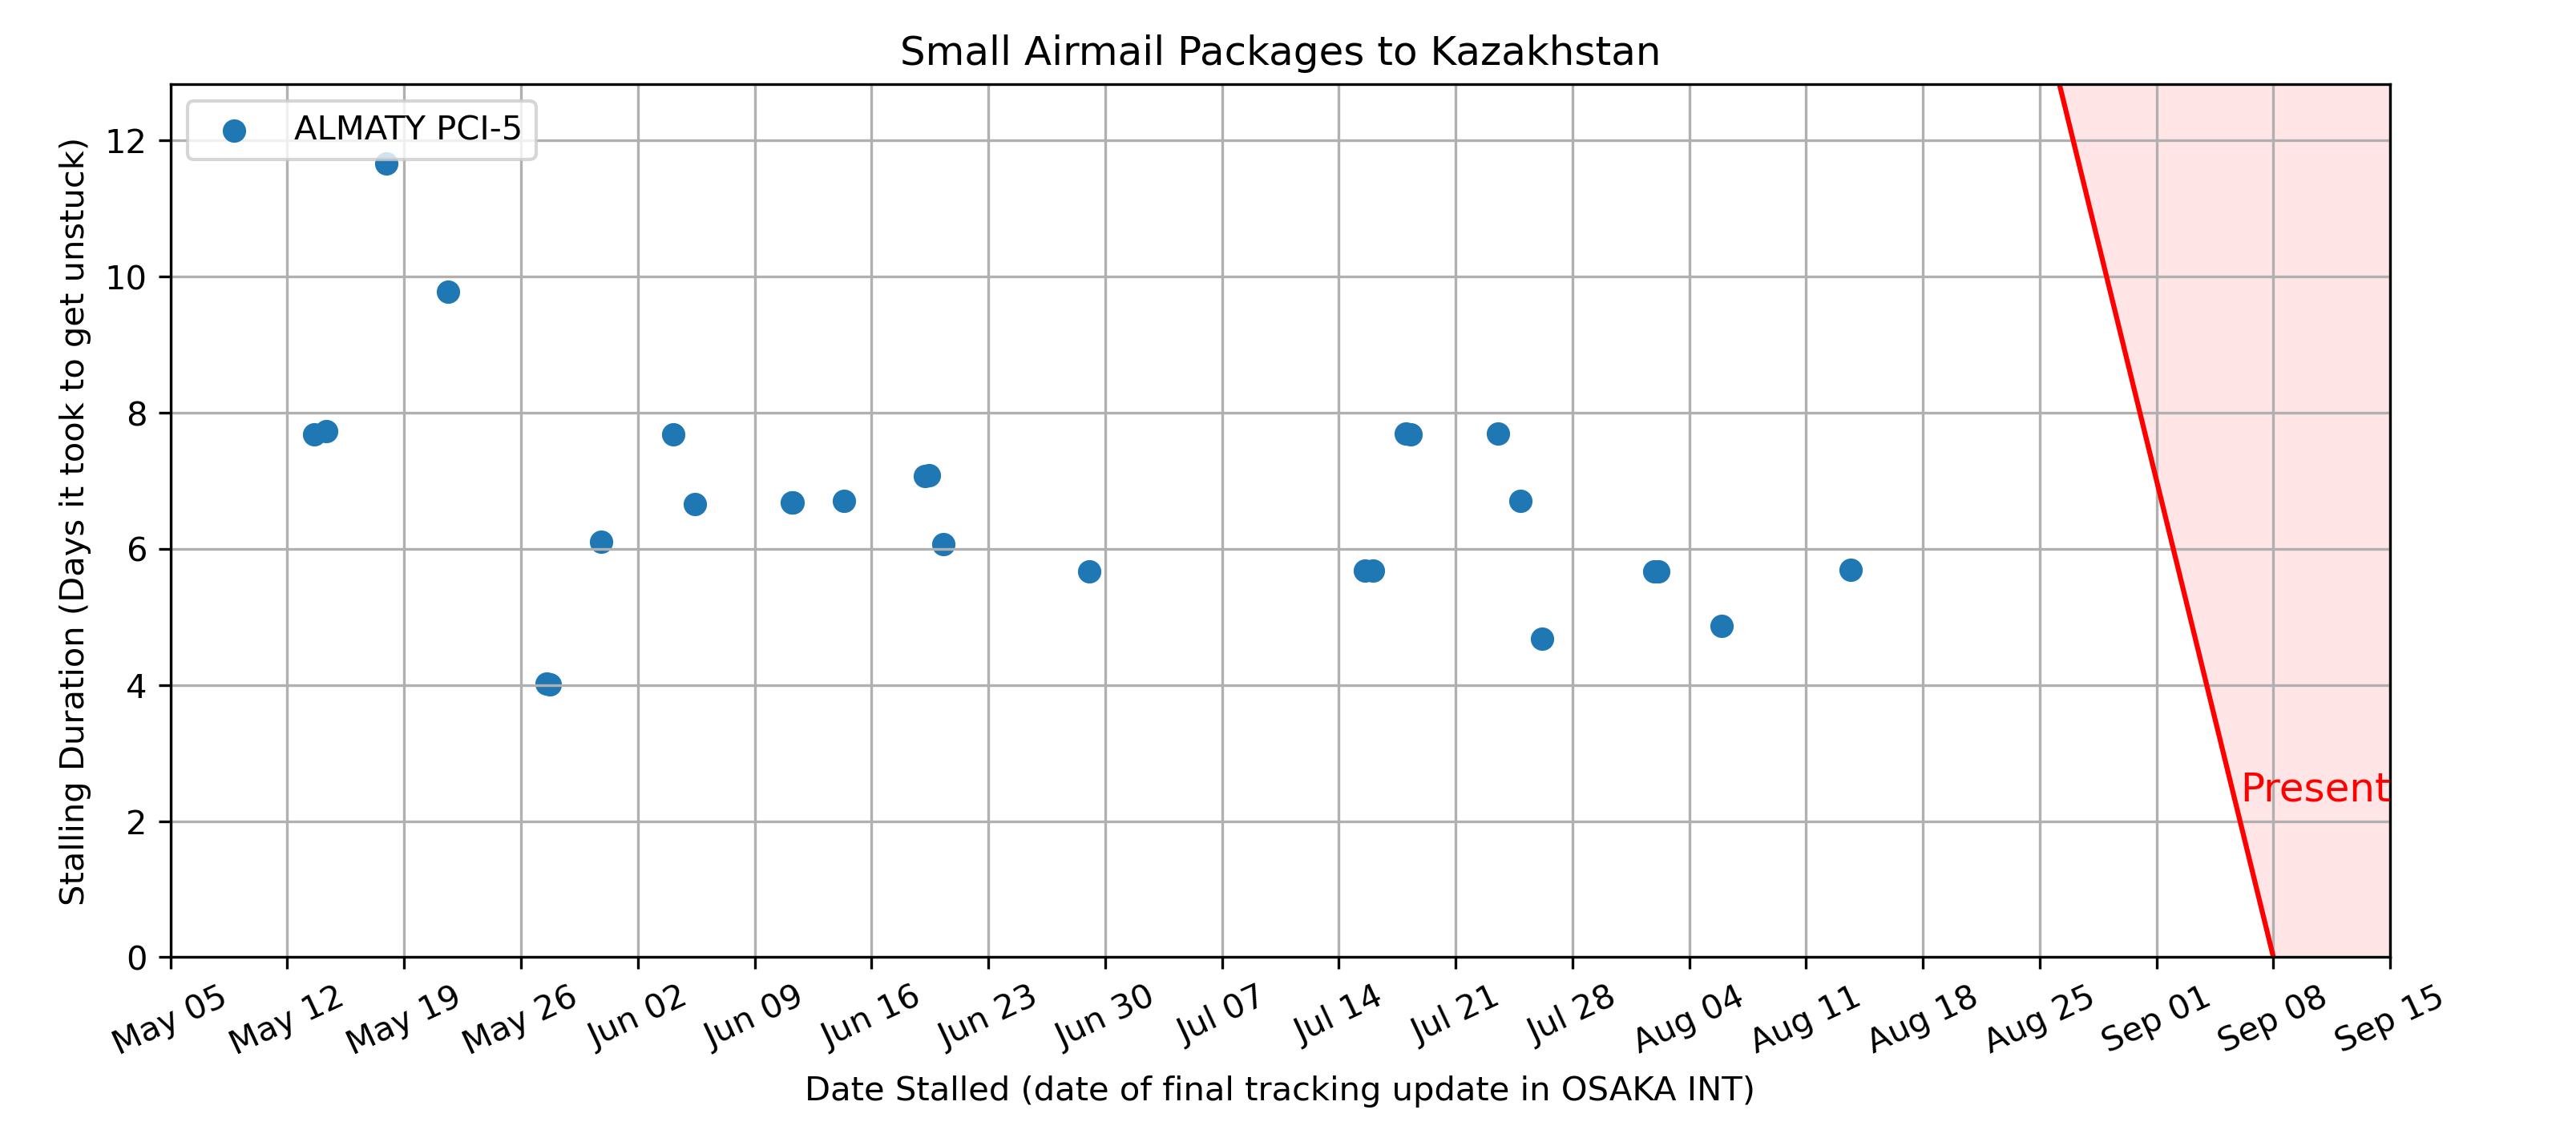 Small Airmail Packages to Kazakhstan
ALMATY PCI-5
Stalling Duration (Days it took to get unstuck)
12
10
8
6
4
2
0
Present
May 05
May 12
May 19
May 26
Jun 02
Jun 09
Jun 16
Jun 23
Jun 30
Jul 07
Jul 14
Jul 21
Jul 28
Aug 04
Aug 11
Aug 18
Aug 25
Sep 01
Sep 08
Sep 15
Date Stalled (date of final tracking update in OSAKA INT)